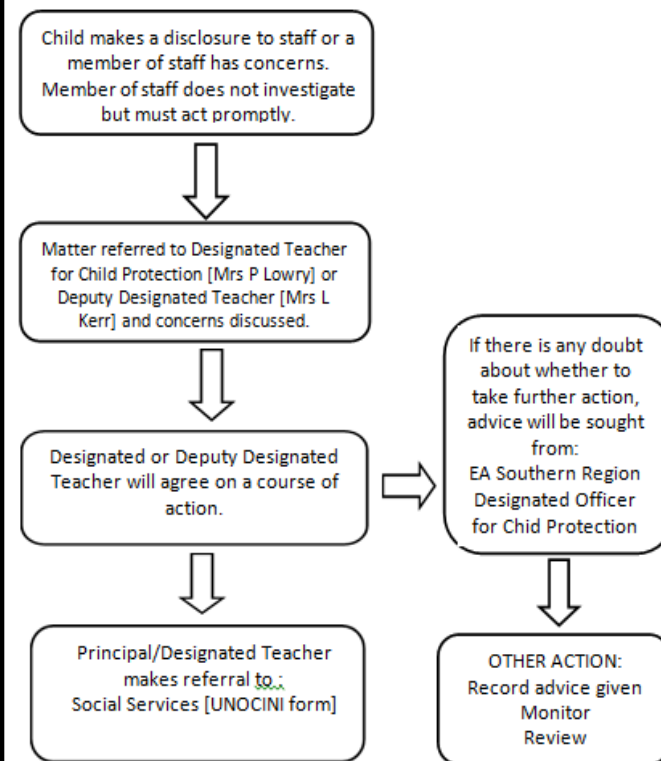 Child makes a disclosure to staff or a
member of staff has concerns.
Member of staff does not investigate
but must act promptly.
Matter referred to Designated Teacher
for Child Protection [Mrs P Lowry] or
Deputy Designated Teacher [Mrs L
Kerr] and concerns discussed.
Designated or Deputy Designated
Teacher will agree on a course of
action.
If there is any doubt
about whether to
take further action,
advice will be sought
from:
EA Southern Region
Designated Officer
for Chid Protection
Principal/Designated Teacher
makes referral to :
Social Services [UNOCINI form]
OTHER ACTION:
Record advice given
Monitor
Review